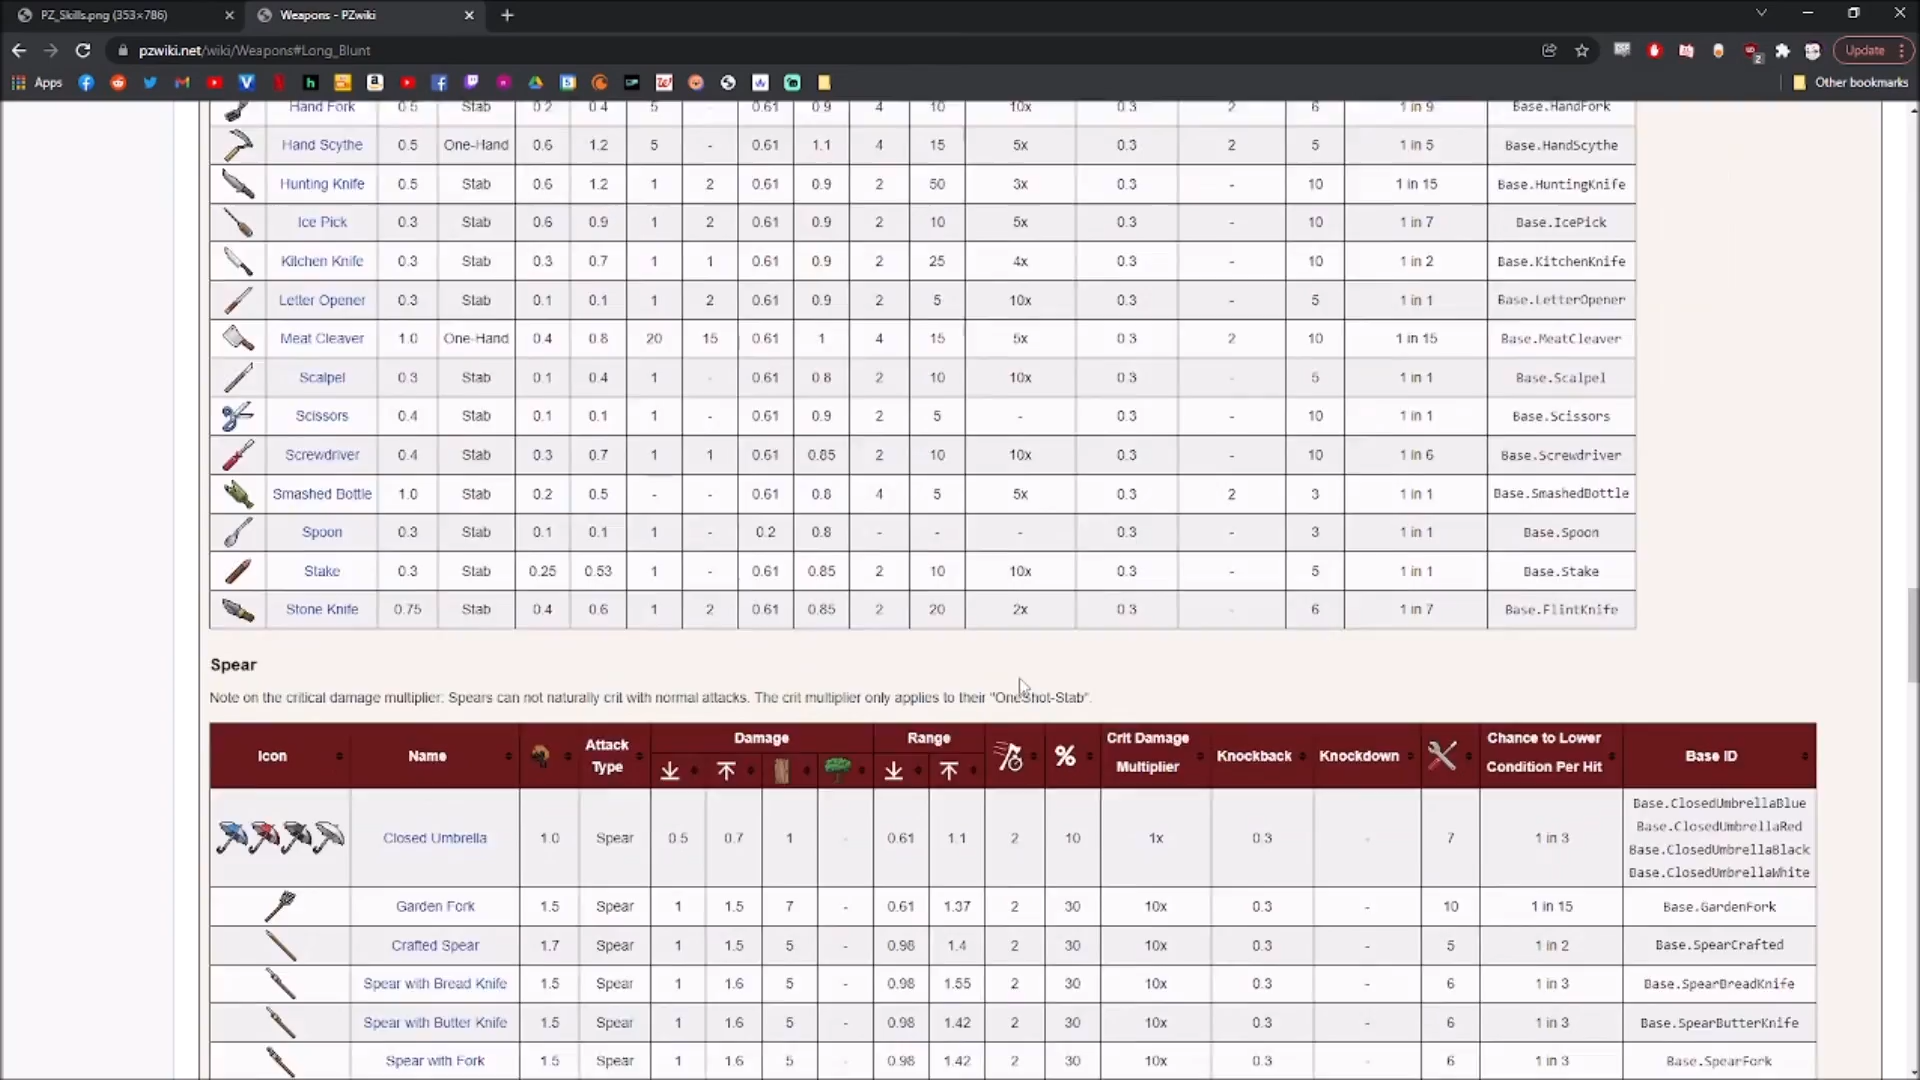 PZ_Skills.png (353×786)
Weapons - PZwiki
pzwiki.net/wiki/Weapons#Long_Blunt
Update
Apps
Other bookmarks
Hand Fork 0.5 Stab 0.2 0.4 5 - 0.61 0.9 4 10 10x 0.3 2 6 1 in 9 Base.HandFork
Hand Scythe 0.5 One-Hand 0.6 1.2 5 - 0.61 1.1 4 15 5x 0.3 2 5 1 in 5 Base.HandScythe
Hunting Knife 0.5 Stab 0.6 1.2 1 2 0.61 0.9 2 50 3x 0.3 - 10 1 in 15 Base.HuntingKnife
Ice Pick 0.3 Stab 0.6 0.9 1 2 0.61 0.9 2 10 5x 0.3 - 10 1 in 7 Base.IcePick
Kitchen Knife 0.3 Stab 0.3 0.7 1 1 0.61 0.9 2 25 4x 0.3 - 10 1 in 2 Base.KitchenKnife
Letter Opener 0.3 Stab 0.1 0.1 1 2 0.61 0.9 2 5 10x 0.3 - 5 1 in 1 Base.LetterOpener
Meat Cleaver 1.0 One-Hand 0.4 0.8 20 15 0.61 1 4 15 5x 0.3 2 10 1 in 15 Base.MeatCleaver
Scalpel 0.3 Stab 0.1 0.4 1 - 0.61 0.8 2 10 10x 0.3 - 5 1 in 1 Base.Scalpel
Scissors 0.4 Stab 0.1 0.1 1 - 0.61 0.9 2 5 - 0.3 - 10 1 in 1 Base.Scissors
Screwdriver 0.4 Stab 0.3 0.7 1 1 0.61 0.85 2 10 10x 0.3 - 10 1 in 6 Base.Screwdriver
Smashed Bottle 1.0 Stab 0.2 0.5 - - 0.61 0.8 4 5 5x 0.3 2 3 1 in 1 Base.SmashedBottle
Spoon 0.3 Stab 0.1 0.1 1 - 0.2 0.8 - - - 0.3 - 3 1 in 1 Base.Spoon
Stake 0.3 Stab 0.25 0.53 1 - 0.61 0.85 2 10 10x 0.3 - 5 1 in 1 Base.Stake
Stone Knife 0.75 Stab 0.4 0.6 1 2 0.61 0.85 2 20 2x 0.3 - 6 1 in 7 Base.FlintKnife
Spear
Note on the critical damage multiplier: Spears can not naturally crit with normal attacks. The crit multiplier only applies to their "OneShot-Stab".
Icon Name Attack Type Damage Range % Crit Damage Multiplier Knockback Knockdown Chance to Lower Condition Per Hit Base ID
Closed Umbrella 1.0 Spear 0.5 0.7 1 - 0.61 1.1 2 10 1x 0.3 - 7 1 in 3 Base.ClosedUmbrellaBlue
Base.ClosedUmbrellaRed
Base.ClosedUmbrellaBlack
Base.ClosedUmbrellaWhite
Garden Fork 1.5 Spear 1 1.5 7 - 0.61 1.37 2 30 10x 0.3 - 10 1 in 15 Base.GardenFork
Crafted Spear 1.7 Spear 1 1.5 5 - 0.98 1.4 2 30 10x 0.3 - 5 1 in 2 Base.SpearCrafted
Spear with Bread Knife 1.5 Spear 1 1.6 5 - 0.98 1.55 2 30 10x 0.3 - 6 1 in 3 Base.SpearBreadKnife
Spear with Butter Knife 1.5 Spear 1 1.6 5 - 0.98 1.42 2 30 10x 0.3 - 6 1 in 3 Base.SpearButterKnife
Spear with Fork 1.5 Spear 1 1.6 5 - 0.98 1.42 2 30 10x 0.3 - 6 1 in 3 Base.SpearFork